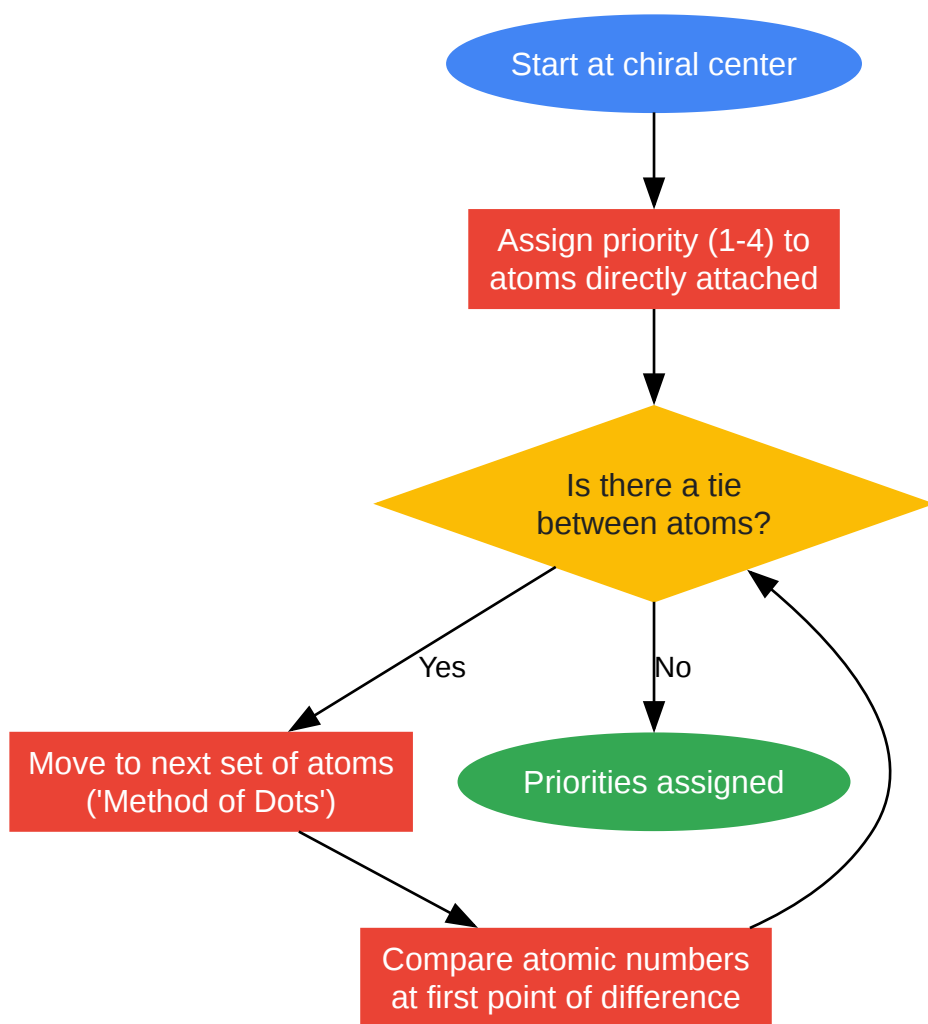 Start at chiral center
Assign priority (1-4) to
atoms directly attached
Is there a tie
between atoms?
Yes
No
Move to next set of atoms
('Method of Dots')
Priorities assigned
Compare atomic numbers
at first point of difference